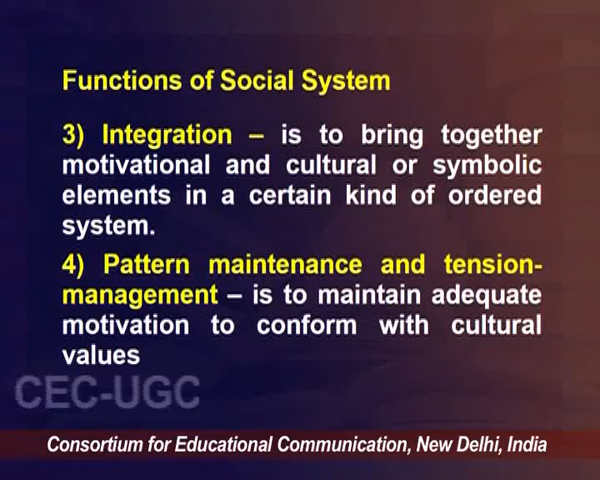 Functions of Social System
3) Integration – is to bring together
motivational and cultural or symbolic
elements in a certain kind of ordered
system.
4) Pattern maintenance and tension-
management – is to maintain adequate
motivation to conform with cultural
values
CEC-UGC
Consortium for Educational Communication, New Delhi, India